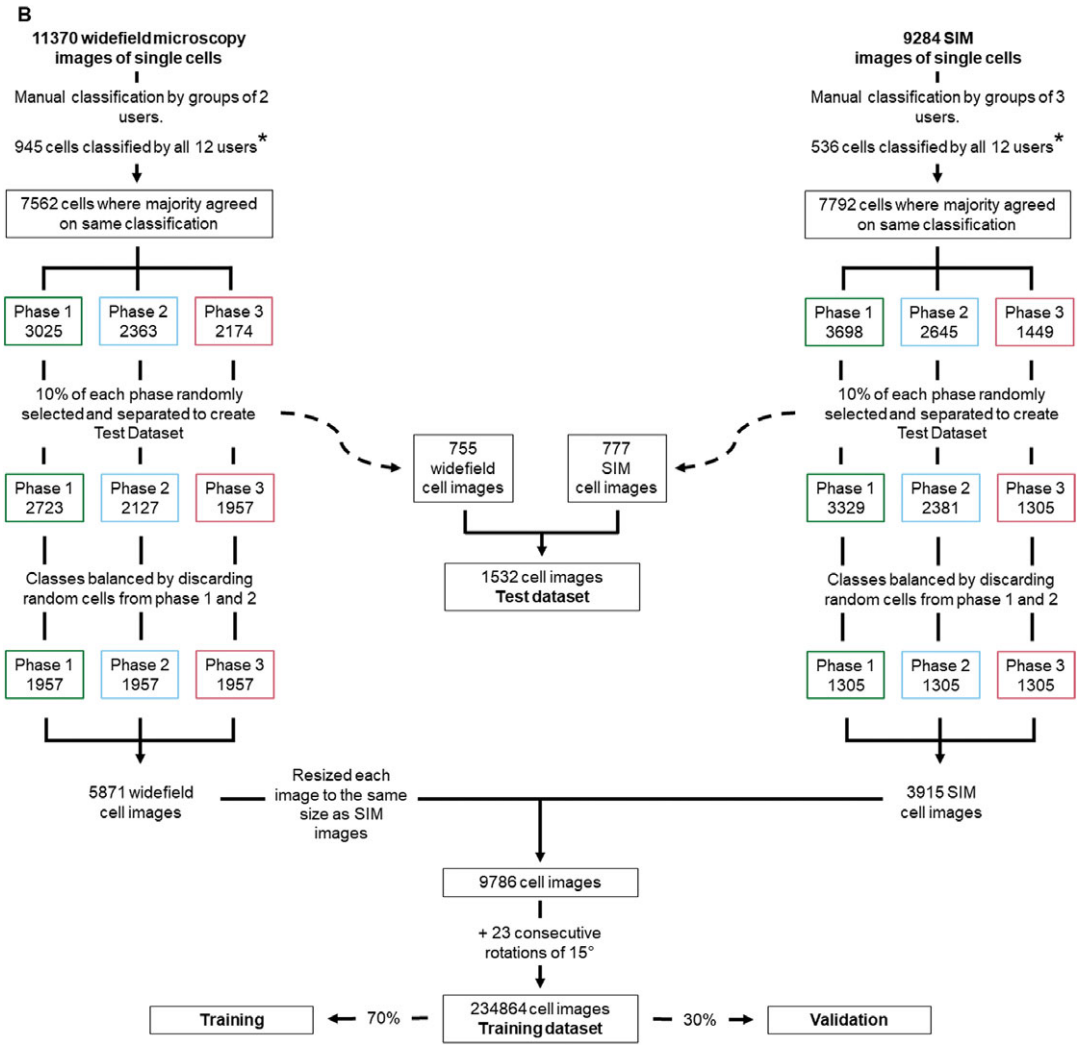 B
11370 widefield microscopy
images of single cells
Manual classification by groups of 2
users.
945 cells classified by all 12 users*
7562 cells where majority agreed
on same classification
Phase 1
3025
Phase 2
2363
Phase 3
2174
10% of each phase randomly
selected and separated to create
Test Dataset
Phase 1
2723
Phase 2
2127
Phase 3
1957
Classes balanced by discarding
random cells from phase 1 and 2
Phase 1
1957
Phase 2
1957
Phase 3
1957
5871 widefield
cell images
9284 SIM
images of single cells
Manual classification by groups of 3
users.
536 cells classified by all 12 users*
7792 cells where majority agreed
on same classification
Phase 1
3698
Phase 2
2645
Phase 3
1449
10% of each phase randomly
selected and separated to create
Test Dataset
Phase 1
3329
Phase 2
2381
Phase 3
1305
Classes balanced by discarding
random cells from phase 1 and 2
Phase 1
1305
Phase 2
1305
Phase 3
1305
3915 SIM
cell images
755
widefield
cell images
777
SIM
cell images
1532 cell images
Test dataset
Resized each
image to the same
size as SIM
images
9786 cell images
+ 23 consecutive
rotations of 15°
234864 cell images
Training dataset
70%
Training
30%
Validation